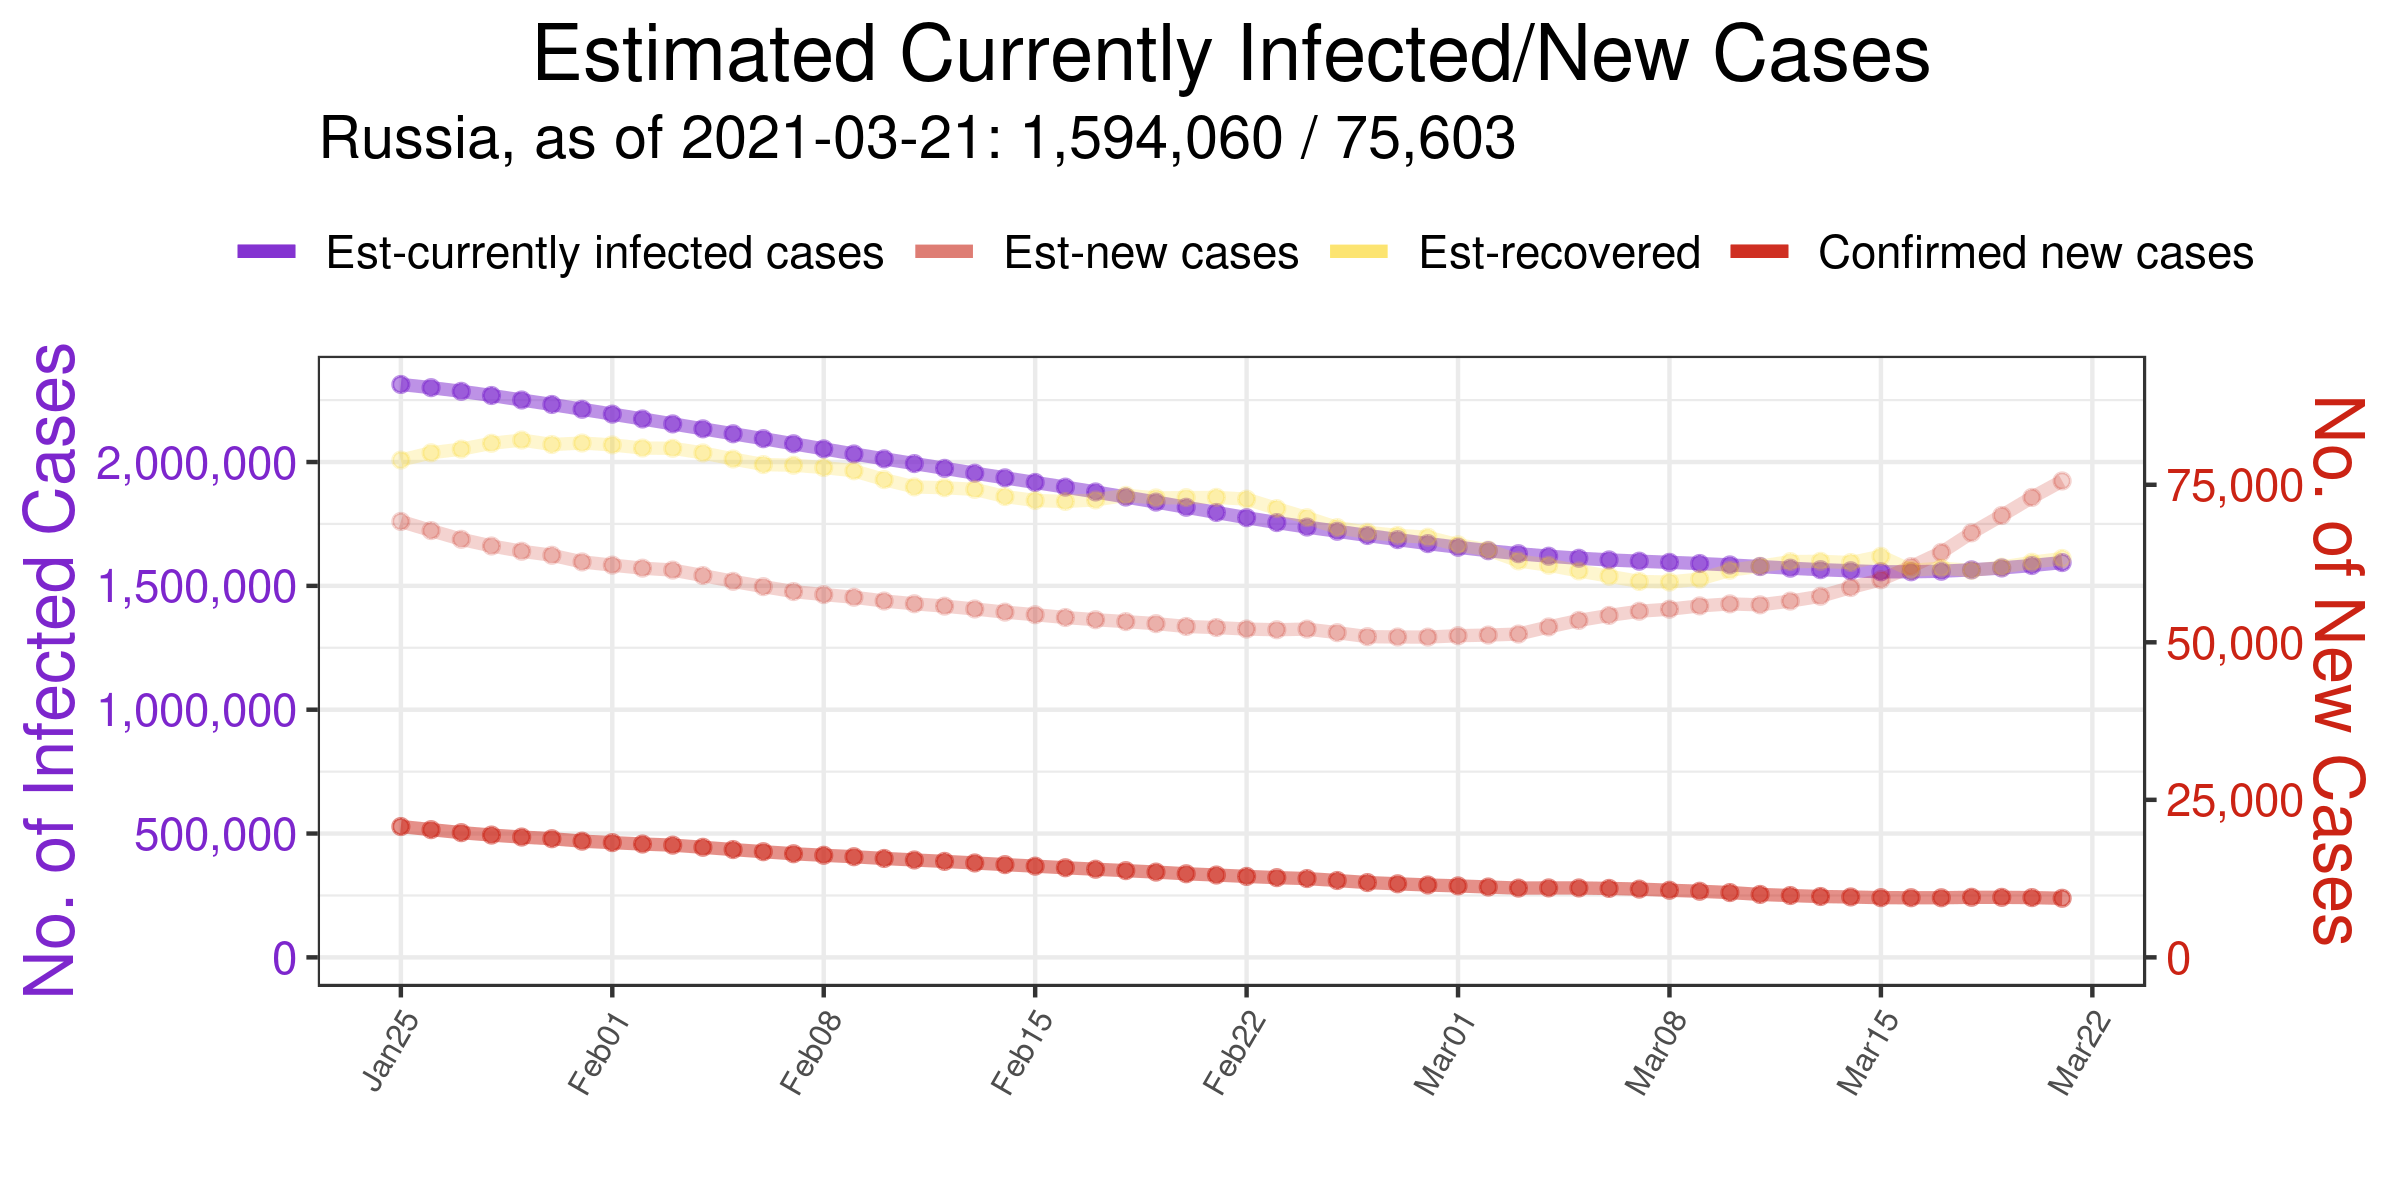 Estimated Currently Infected/New Cases
Russia, as of 2021-03-21: 1,594,060 / 75,603
Est-currently infected cases Est-new cases Est-recovered Confirmed new cases
No. of Infected Cases
2,000,000
1,500,000
1,000,000
500,000
0
75,000
50,000
25,000
0
No. of New Cases
Jan25 Feb01 Feb08 Feb15 Feb22 Mar01 Mar08 Mar15 Mar22